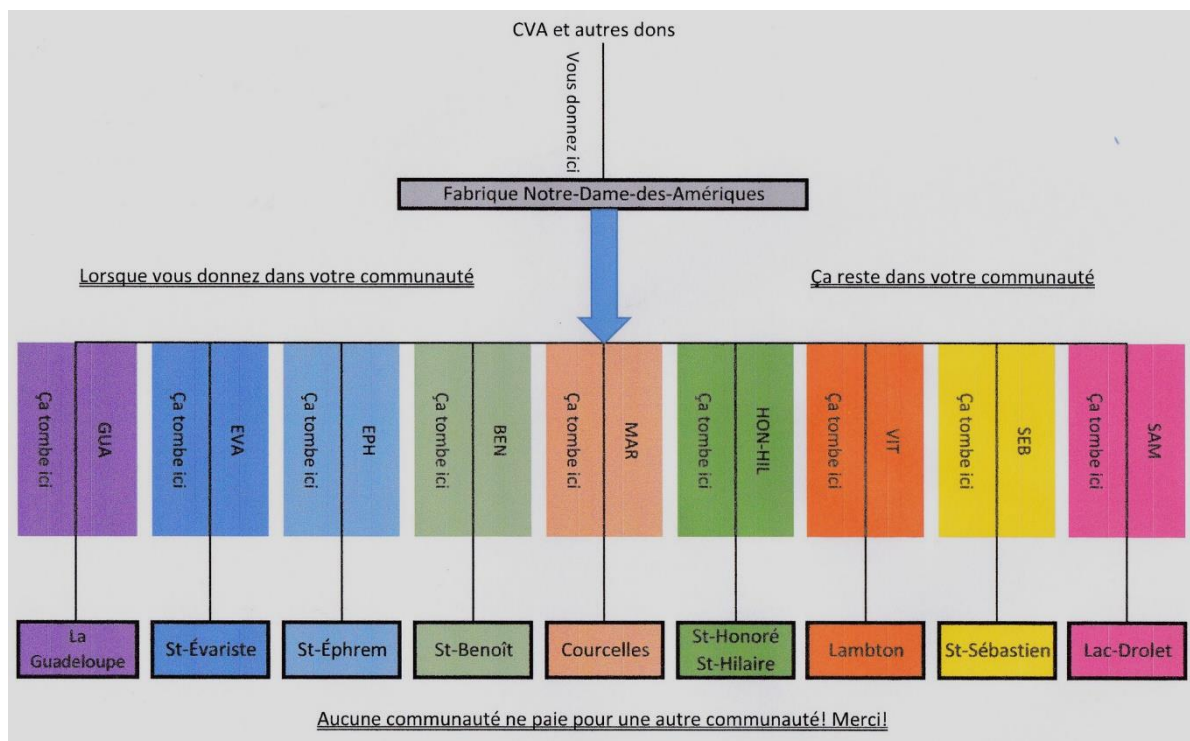 CVA et autres dons
Vous donnez ici
Fabrique Notre-Dame-des-Amériques
Lorsque vous donnez dans votre communauté
Ça reste dans votre communauté
Ça tombe ici
GUA
Ça tombe ici
EVA
Ça tombe ici
EPH
Ça tombe ici
BEN
Ça tombe ici
MAR
Ça tombe ici
HON-HIL
Ça tombe ici
VIT
Ça tombe ici
SEB
Ça tombe ici
SAM
La
Guadeloupe
St-Évariste
St-Éphrem
St-Benoît
Courcelles
St-Honoré
St-Hilaire
Lambton
St-Sébastien
Lac-Drolet
Aucune communauté ne paie pour une autre communauté! Merci!